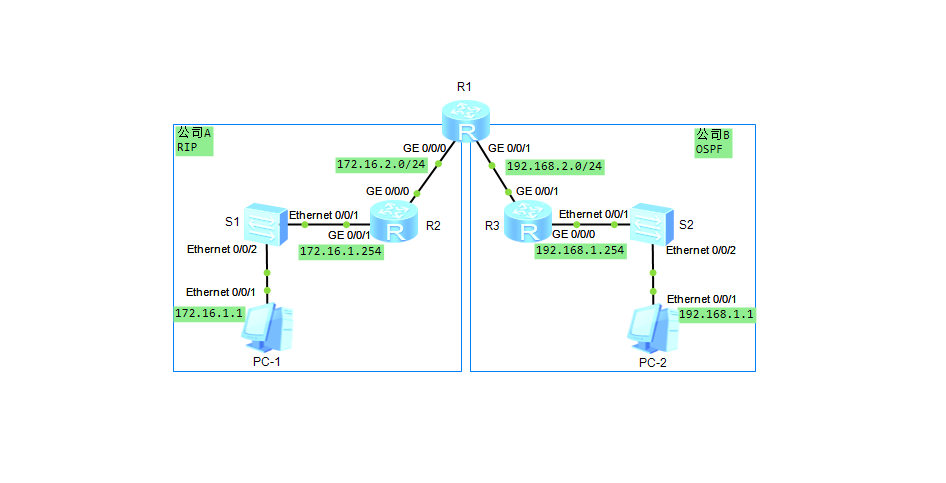 R1
公司A
RIP
公司B
OSPF
GE 0/0/0
GE 0/0/1
172.16.2.0/24
192.168.2.0/24
GE 0/0/0
GE 0/0/1
S1
Ethernet 0/0/1
R2
R3
Ethernet 0/0/1
S2
GE 0/0/1
GE 0/0/0
172.16.1.254
192.168.1.254
Ethernet 0/0/2
Ethernet 0/0/2
Ethernet 0/0/1
Ethernet 0/0/1
172.16.1.1
192.168.1.1
PC-1
PC-2
R
R
R